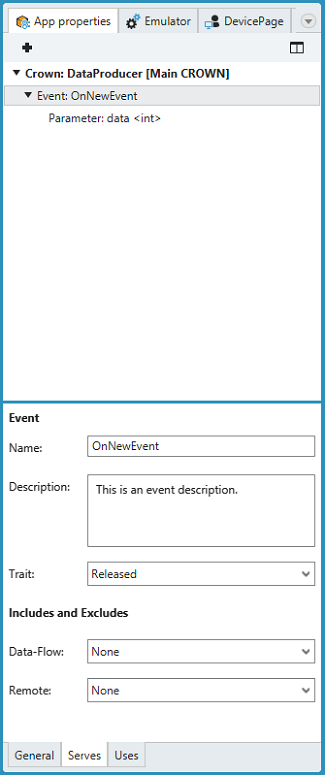 App properties Emulator DevicePage
Crown: DataProducer [Main CROWN]
Event: OnNewEvent
Parameter: data <int>
Event
Name: OnNewEvent
Description: This is an event description.
Trait: Released
Includes and Excludes
Data-Flow: None
Remote: None
General Serves Uses